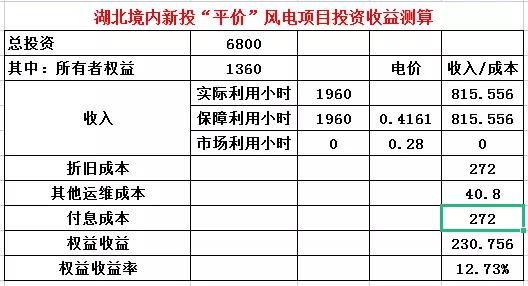 湖北境内新投“平价”风电项目投资收益测算
总投资 6800
其中：所有者权益 1360 电价 收入/成本
收入 实际利用小时 1960 815.556
保障利用小时 1960 0.4161 815.556
市场利用小时 0 0.28 0
折旧成本 272
其他运维成本 40.8
付息成本 272
权益收益 230.756
权益收益率 12.73%